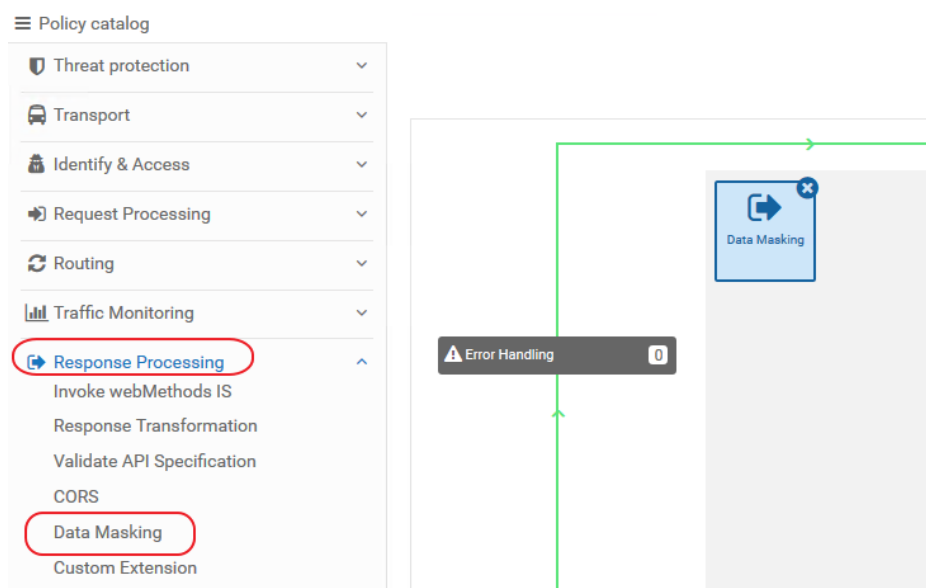 Policy catalog
Threat protection
Transport
Identify & Access
Request Processing
Routing
Traffic Monitoring
Response Processing
Invoke webMethods IS
Response Transformation
Validate API Specification
CORS
Data Masking
Custom Extension
Data Masking
Error Handling 0